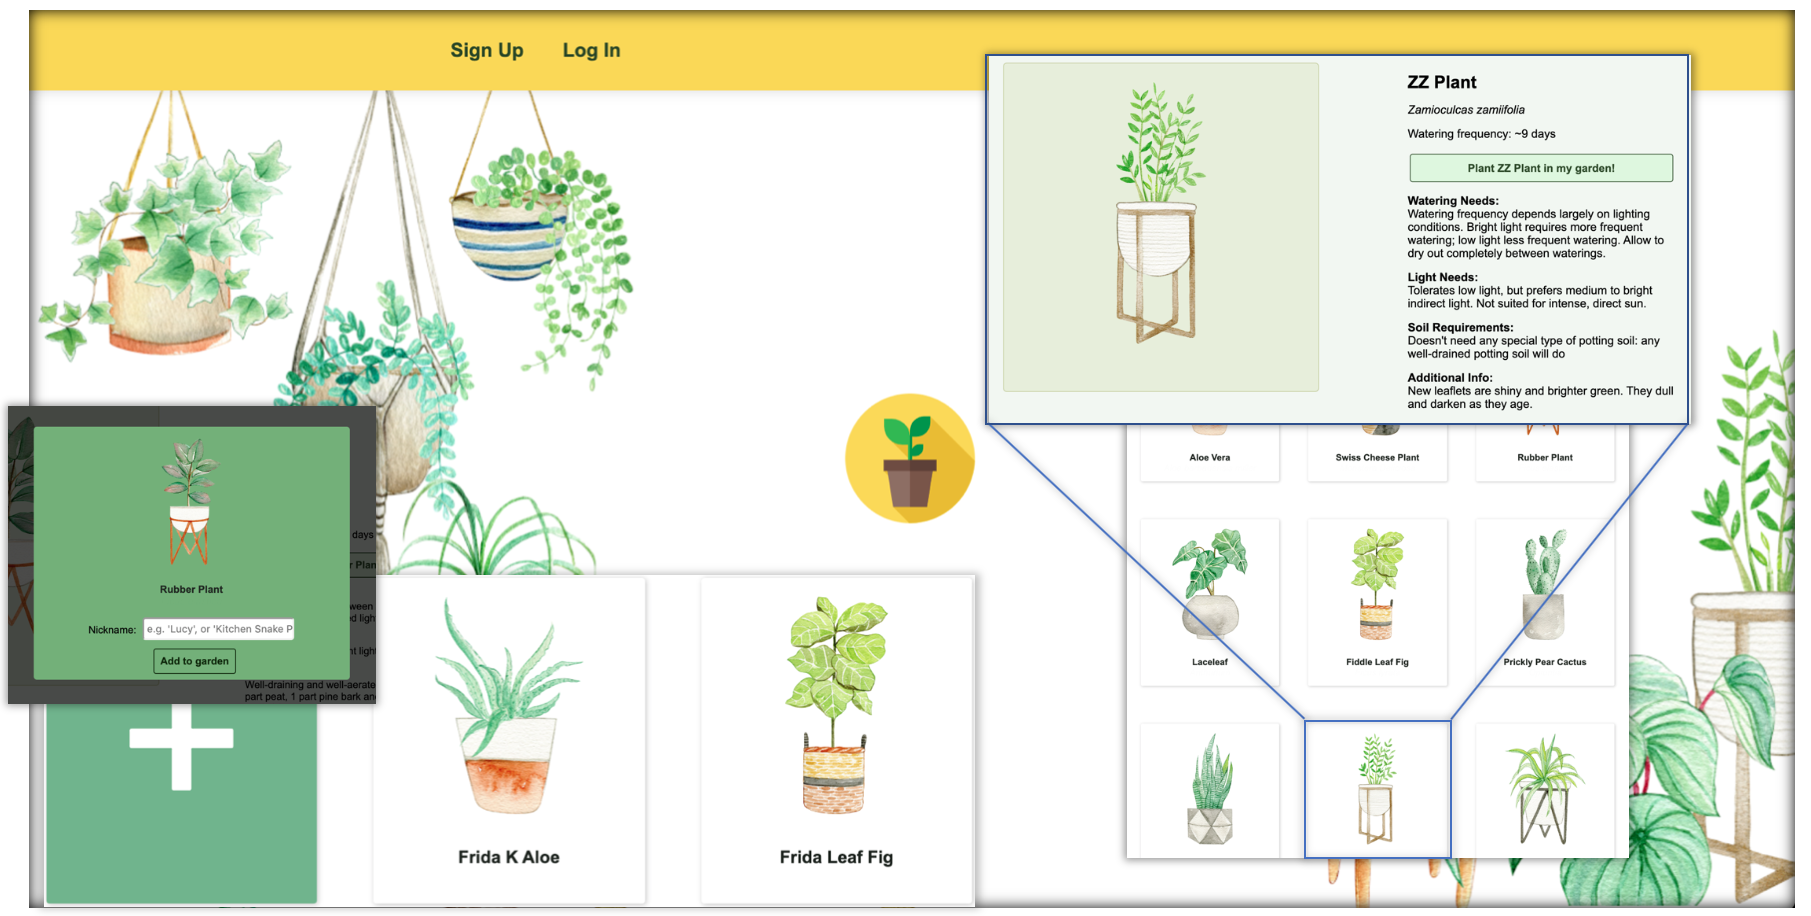 Sign Up
Log In
ZZ Plant
Zamioculcas zamiifolia
Watering frequency: ~9 days
Plant ZZ Plant in my garden!
Watering Needs:
Watering frequency depends largely on lighting
conditions. Bright light requires more frequent
watering; low light less frequent watering. Allow to
dry out completely between waterings.
Light Needs:
Tolerates low light, but prefers medium to bright
indirect light. Not suited for intense, direct sun.
Soil Requirements:
Doesn't need any special type of potting soil: any
well-drained potting soil will do
Additional Info:
New leaflets are shiny and brighter green. They dull
and darken as they age.
Aloe Vera
Swiss Cheese Plant
Rubber Plant
Laceleaf
Fiddle Leaf Fig
Prickly Pear Cactus
days
r Plan
Rubber Plant
ween
d ligh
Nickname:
e.g. 'Lucy', or 'Kitchen Snake P
nt light
Add to garden
Well-draining and well-aerate
part peat, 1 part pine bark an
Frida K Aloe
Frida Leaf Fig